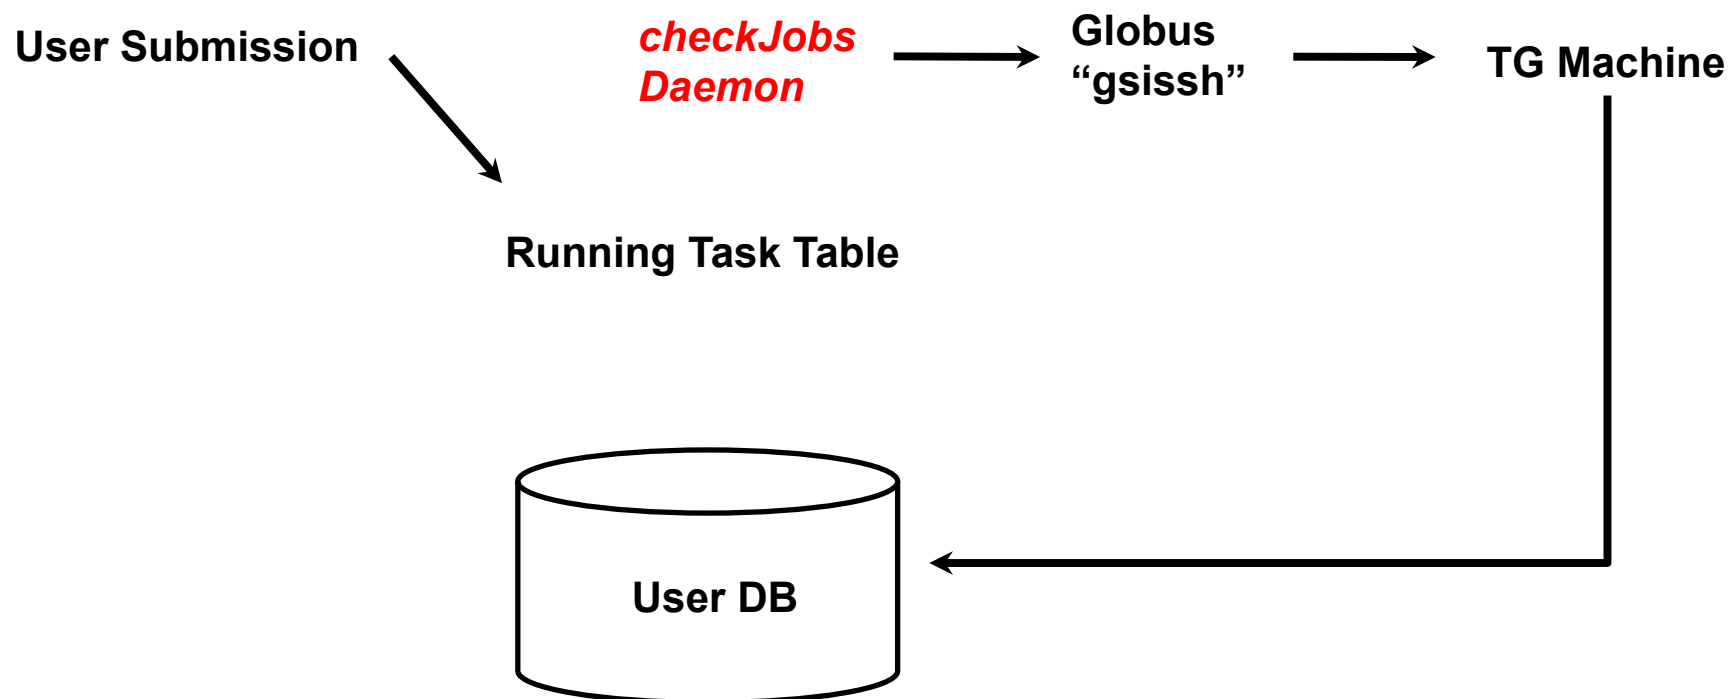 User Submission
checkJobs
Daemon
Globus
“gsissh”
TG Machine
Running Task Table
User DB